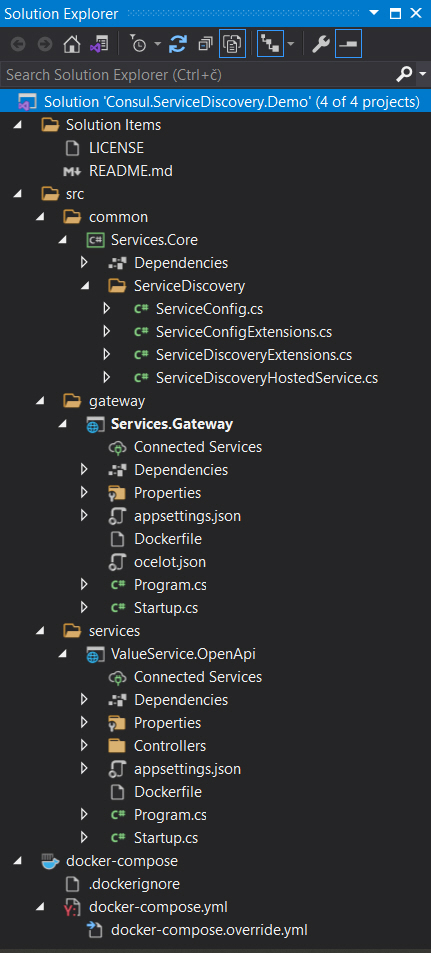 Solution Explorer
Search Solution Explorer (Ctrl+č)
Solution 'Consul.ServiceDiscovery.Demo' (4 of 4 projects)
Solution Items
LICENSE
README.md
src
common
Services.Core
Dependencies
ServiceDiscovery
ServiceConfig.cs
ServiceConfigExtensions.cs
ServiceDiscoveryExtensions.cs
ServiceDiscoveryHostedService.cs
gateway
Services.Gateway
Connected Services
Dependencies
Properties
appsettings.json
Dockerfile
ocelot.json
Program.cs
Startup.cs
services
ValueService.OpenApi
Connected Services
Dependencies
Properties
Controllers
appsettings.json
Dockerfile
Program.cs
Startup.cs
docker-compose
.dockerignore
docker-compose.yml
docker-compose.override.yml